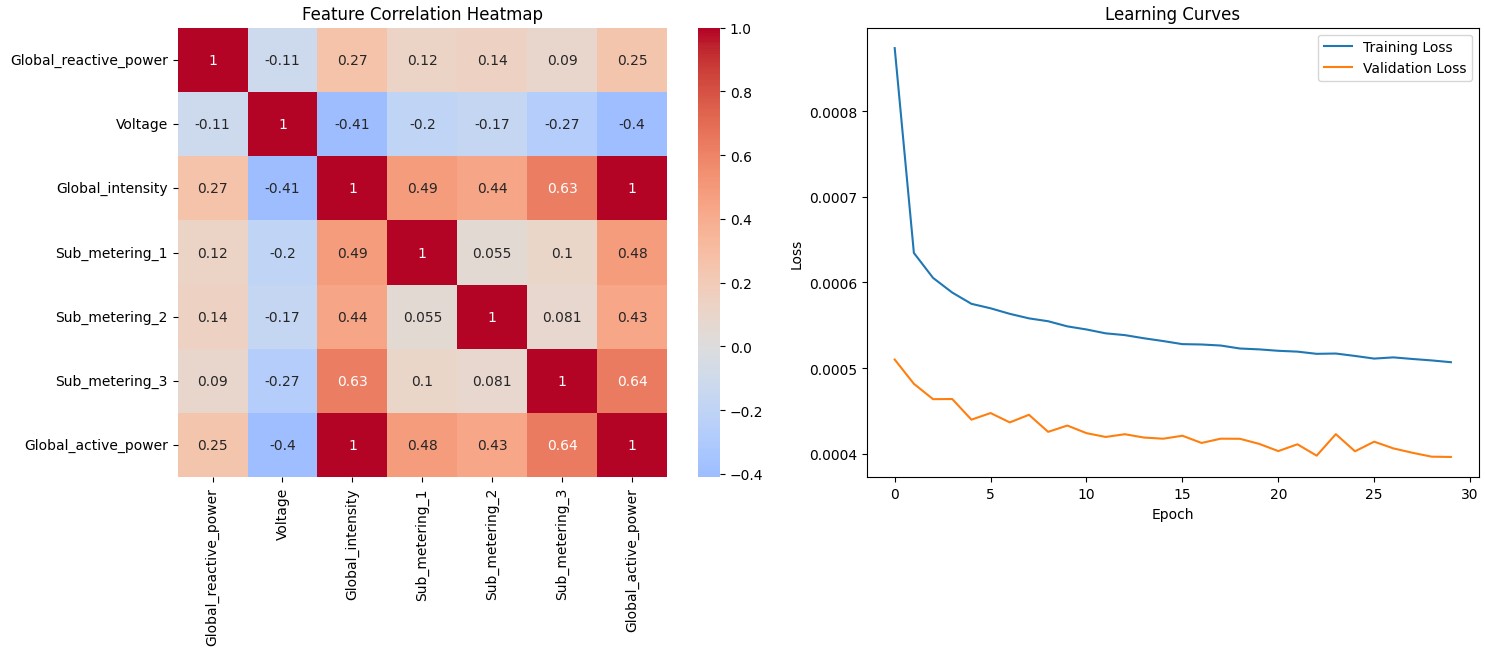 Feature Correlation Heatmap
Global_reactive_power 1 -0.11 0.27 0.12 0.14 0.09 0.25
Voltage -0.11 1 -0.41 -0.2 -0.17 -0.27 -0.4
Global_intensity 0.27 -0.41 1 0.49 0.44 0.63 1
Sub_metering_1 0.12 -0.2 0.49 1 0.055 0.1 0.48
Sub_metering_2 0.14 -0.17 0.44 0.055 1 0.081 0.43
Sub_metering_3 0.09 -0.27 0.63 0.1 0.081 1 0.64
Global_active_power 0.25 -0.4 1 0.48 0.43 0.64 1
Global_reactive_power
Voltage
Global_intensity
Sub_metering_1
Sub_metering_2
Sub_metering_3
Global_active_power
1.0
0.8
0.6
0.4
0.2
0.0
−0.2
−0.4
Learning Curves
Training Loss
Validation Loss
Loss
0.0008
0.0007
0.0006
0.0005
0.0004
0 5 10 15 20 25 30
Epoch